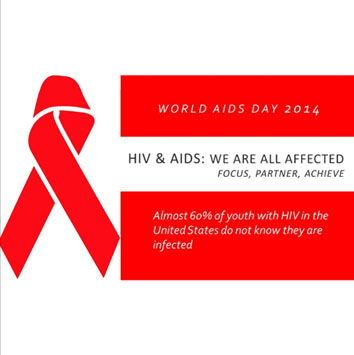 WORLD AIDS DAY 2014
HIV & AIDS: WE ARE ALL AFFECTED
FOCUS, PARTNER, ACHIEVE
Almost 60% of youth with HIV in the
United States do not know they are
infected